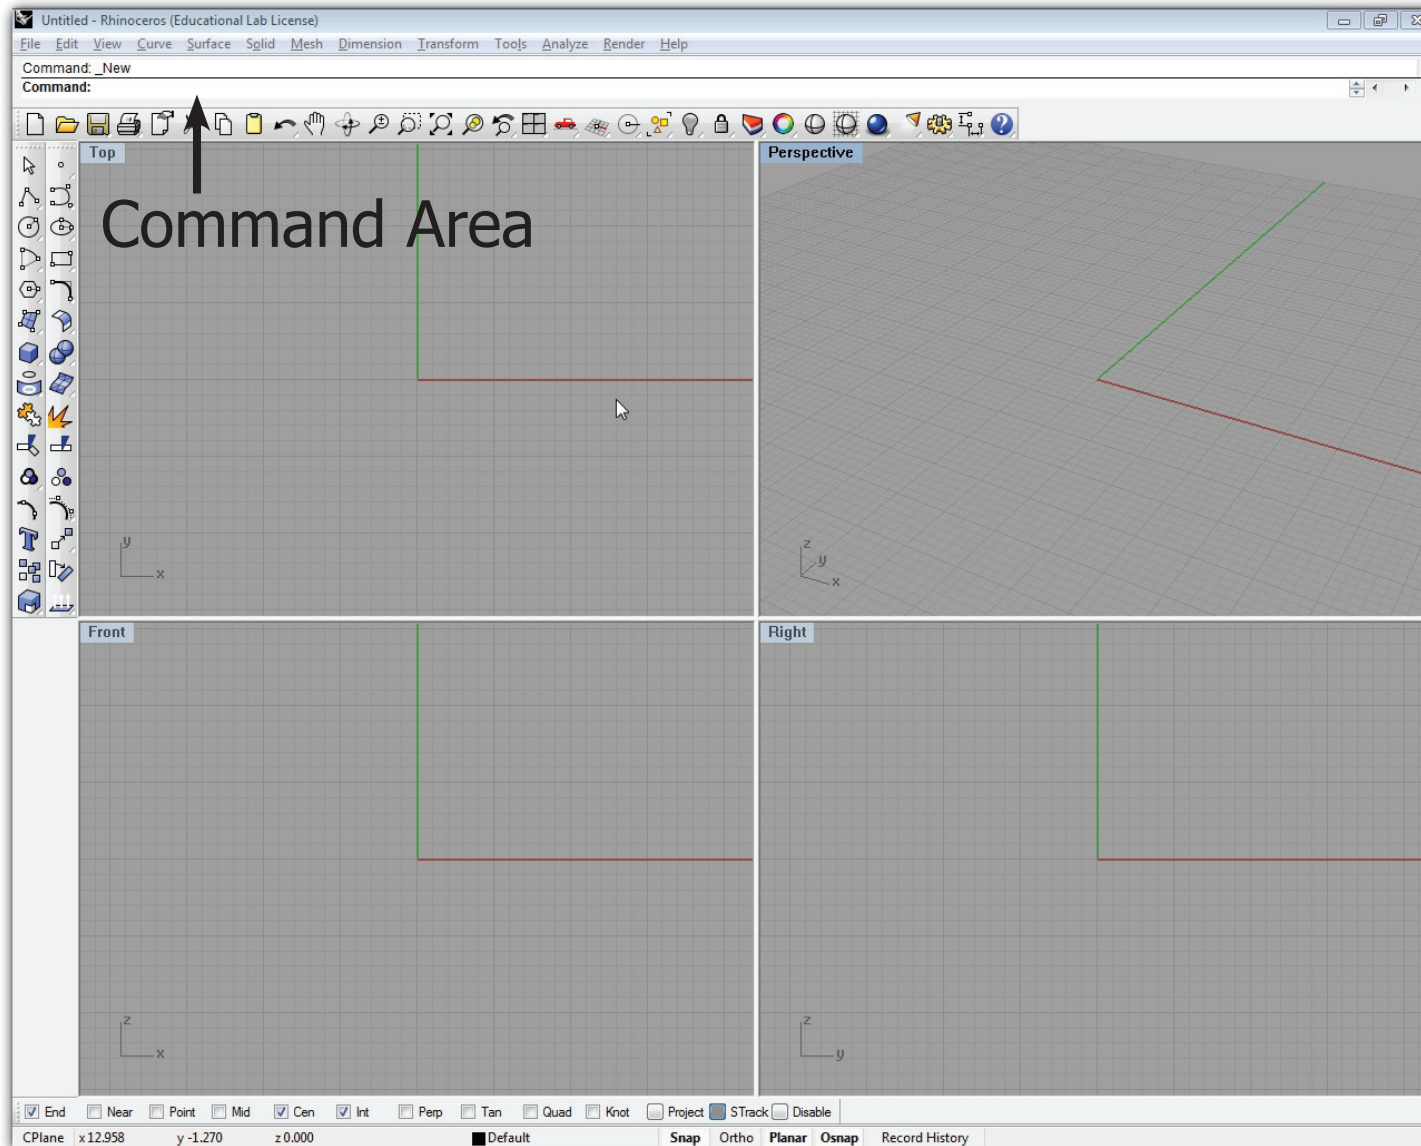 Untitled - Rhinoceros (Educational Lab License)
File Edit View Curve Surface Solid Mesh Dimension Transform Tools Analyze Render Help
Command: _New
Command:
Top
Perspective
Command Area
y
x
z
y
x
Front
Right
z
x
z
y
End Near Point Mid Cen Int Perp Tan Quad Knot Project STrack Disable
CPlane x 12.958 y -1.270 z 0.000 Default Snap Ortho Planar Osnap Record History